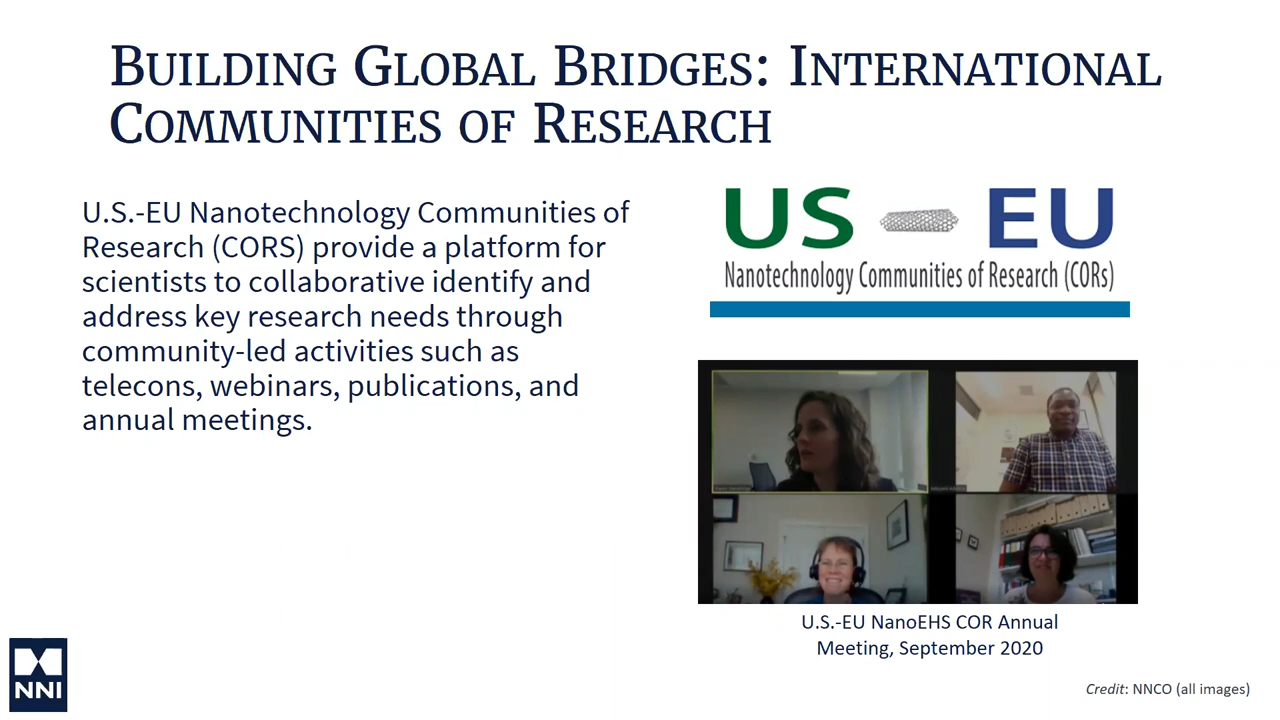 BUILDING GLOBAL BRIDGES: INTERNATIONAL
COMMUNITIES OF RESEARCH
U.S.-EU Nanotechnology Communities of
Research (CORS) provide a platform for
scientists to collaborative identify and
address key research needs through
community-led activities such as
telecons, webinars, publications, and
annual meetings.
US EU
Nanotechnology Communities of Research (CORs)
U.S.-EU NanoEHS COR Annual
Meeting, September 2020
Credit: NNCO (all images)
NNI